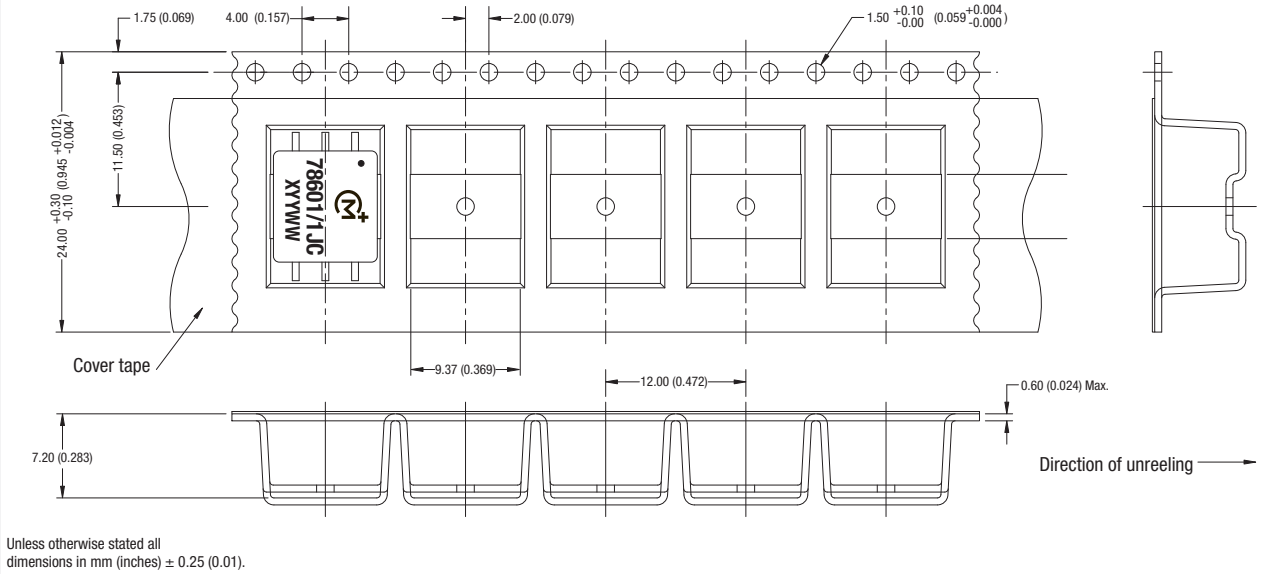 1.75 (0.069)
4.00 (0.157)
2.00 (0.079)
1.50 +0.10 -0.00 (0.059 +0.004 -0.000)
24.00 +0.30 -0.10 (0.945 +0.012 -0.004)
11.50 (0.453)
78601/1JC
XYYWW
M+
Cover tape
9.37 (0.369)
12.00 (0.472)
0.60 (0.024) Max.
7.20 (0.283)
Direction of unreeling
Unless otherwise stated all
dimensions in mm (inches) ± 0.25 (0.01).